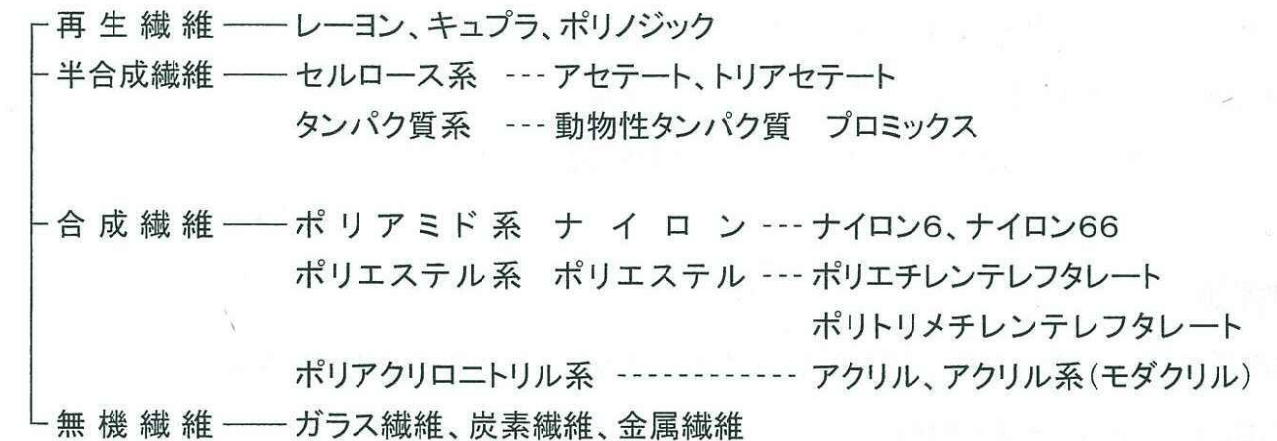 再生繊維 レーヨン、キュプラ、ポリノジック
半合成繊維 セルロース系 --- アセテート、トリアセテート
タンパク質系 --- 動物性タンパク質 プロミックス
合成繊維 ポリアミド系 ナイロン --- ナイロン6、ナイロン66
ポリエステル系 ポリエステル --- ポリエチレンテレフタレート
ポリトリメチレンテレフタレート
ポリアクリロニトリル系 ------------ アクリル、アクリル系(モダクリル)
無機繊維 ガラス繊維、炭素繊維、金属繊維